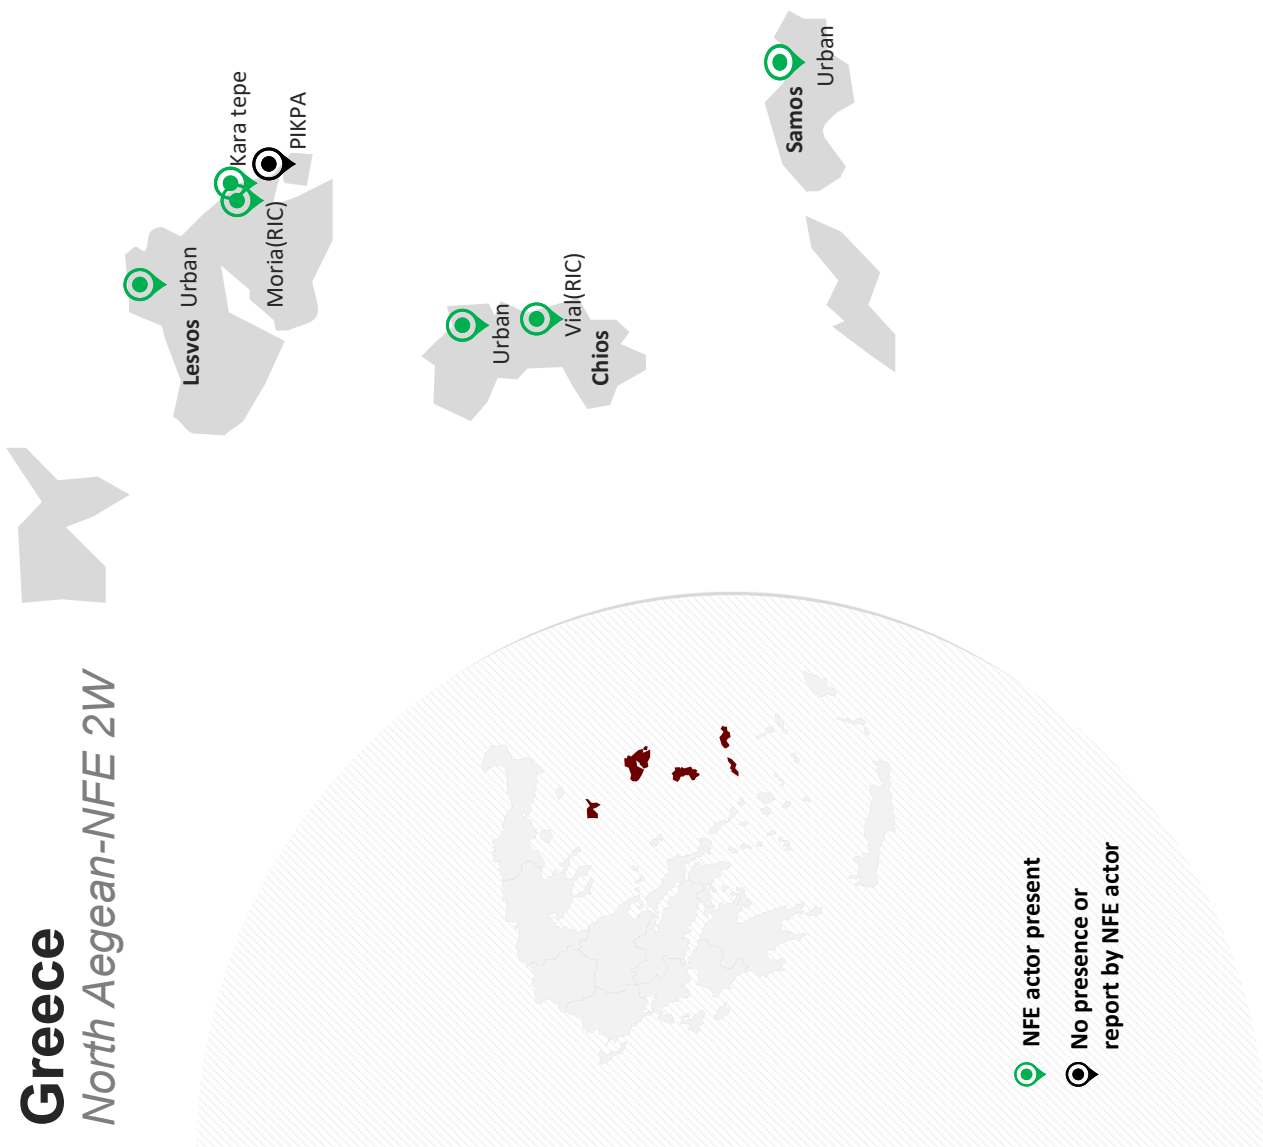 Greece
North Aegean-NFE 2W
Kara tepe
PIKPA
Urban
Moria(RIC)
Lesvos
Urban
Vial(RIC)
Chios
Urban
Samos
NFE actor present
No presence or
report by NFE actor